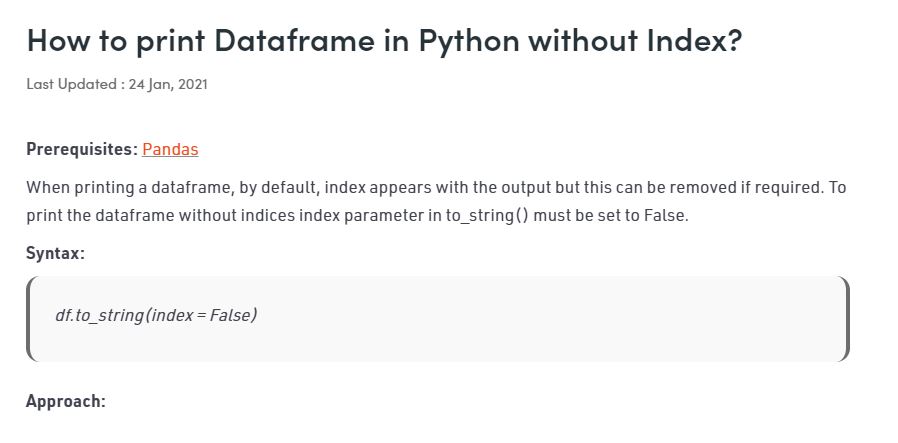 How to print Dataframe in Python without Index?
Last Updated : 24 Jan, 2021
Prerequisites: Pandas
When printing a dataframe, by default, index appears with the output but this can be removed if required. To
print the dataframe without indices index parameter in to_string() must be set to False.
Syntax:
df.to_string(index = False)
Approach: